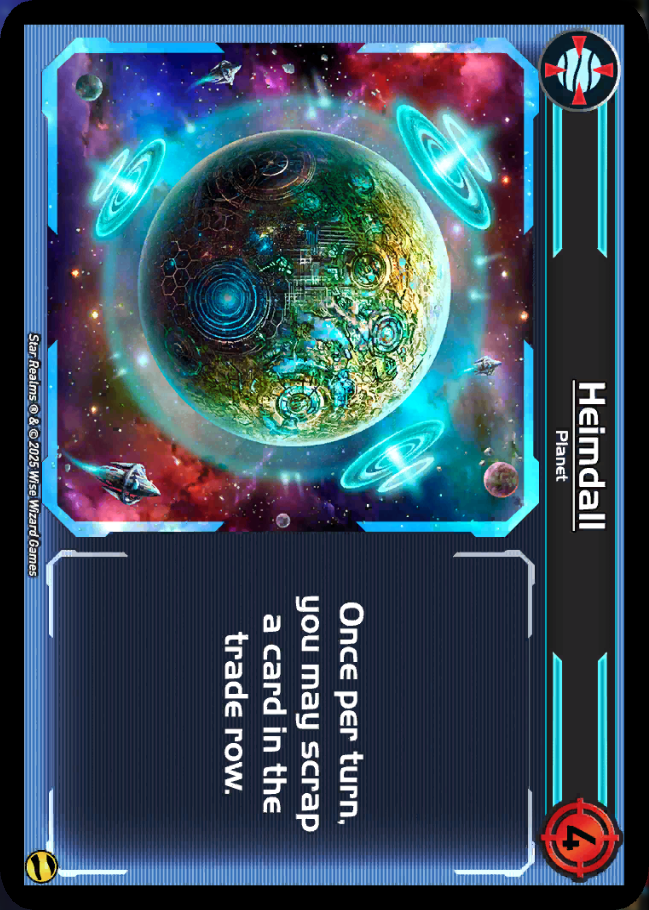 Heimdall
Planet
4
Once per turn,
you may scrap
a card in the
trade row.
Star Realms ® & © 2025 Wise Wizard Games